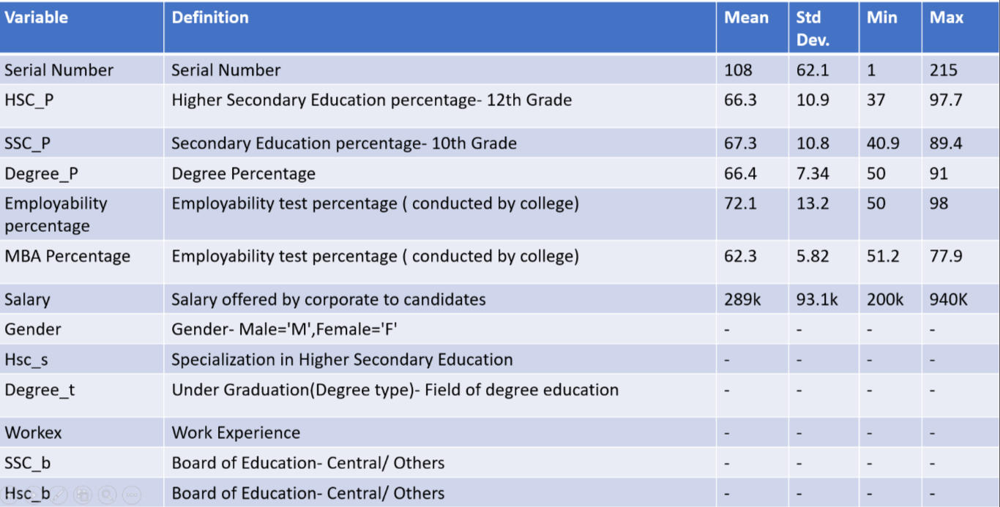 Variable Definition Mean Std Dev. Min Max
Serial Number Serial Number 108 62.1 1 215
HSC_P Higher Secondary Education percentage- 12th Grade 66.3 10.9 37 97.7
SSC_P Secondary Education percentage- 10th Grade 67.3 10.8 40.9 89.4
Degree_P Degree Percentage 66.4 7.34 50 91
Employability percentage Employability test percentage ( conducted by college) 72.1 13.2 50 98
MBA Percentage Employability test percentage ( conducted by college) 62.3 5.82 51.2 77.9
Salary Salary offered by corporate to candidates 289k 93.1k 200k 940K
Gender Gender- Male='M',Female='F' - - - -
Hsc_s Specialization in Higher Secondary Education - - - -
Degree_t Under Graduation(Degree type)- Field of degree education - - - -
Workex Work Experience - - - -
SSC_b Board of Education- Central/ Others - - - -
Hsc_b Board of Education- Central/ Others - - - -